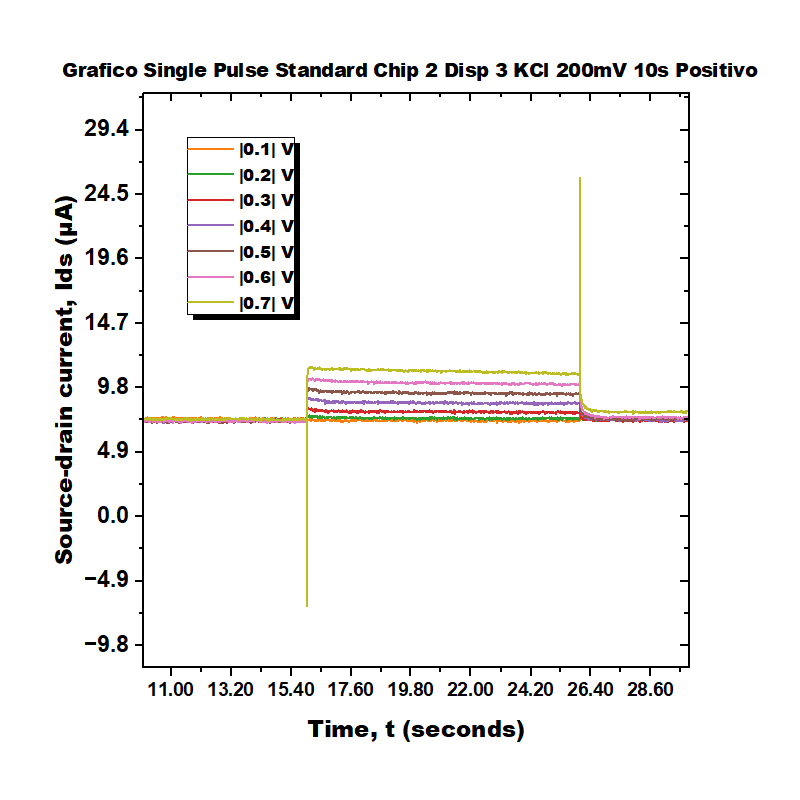 Grafico Single Pulse Standard Chip 2 Disp 3 KCl 200mV 10s Positivo
29.4
24.5
19.6
14.7
9.8
4.9
0.0
−4.9
−9.8
Source-drain current, Ids (µA)
|0.1| V
|0.2| V
|0.3| V
|0.4| V
|0.5| V
|0.6| V
|0.7| V
11.00 13.20 15.40 17.60 19.80 22.00 24.20 26.40 28.60
Time, t (seconds)